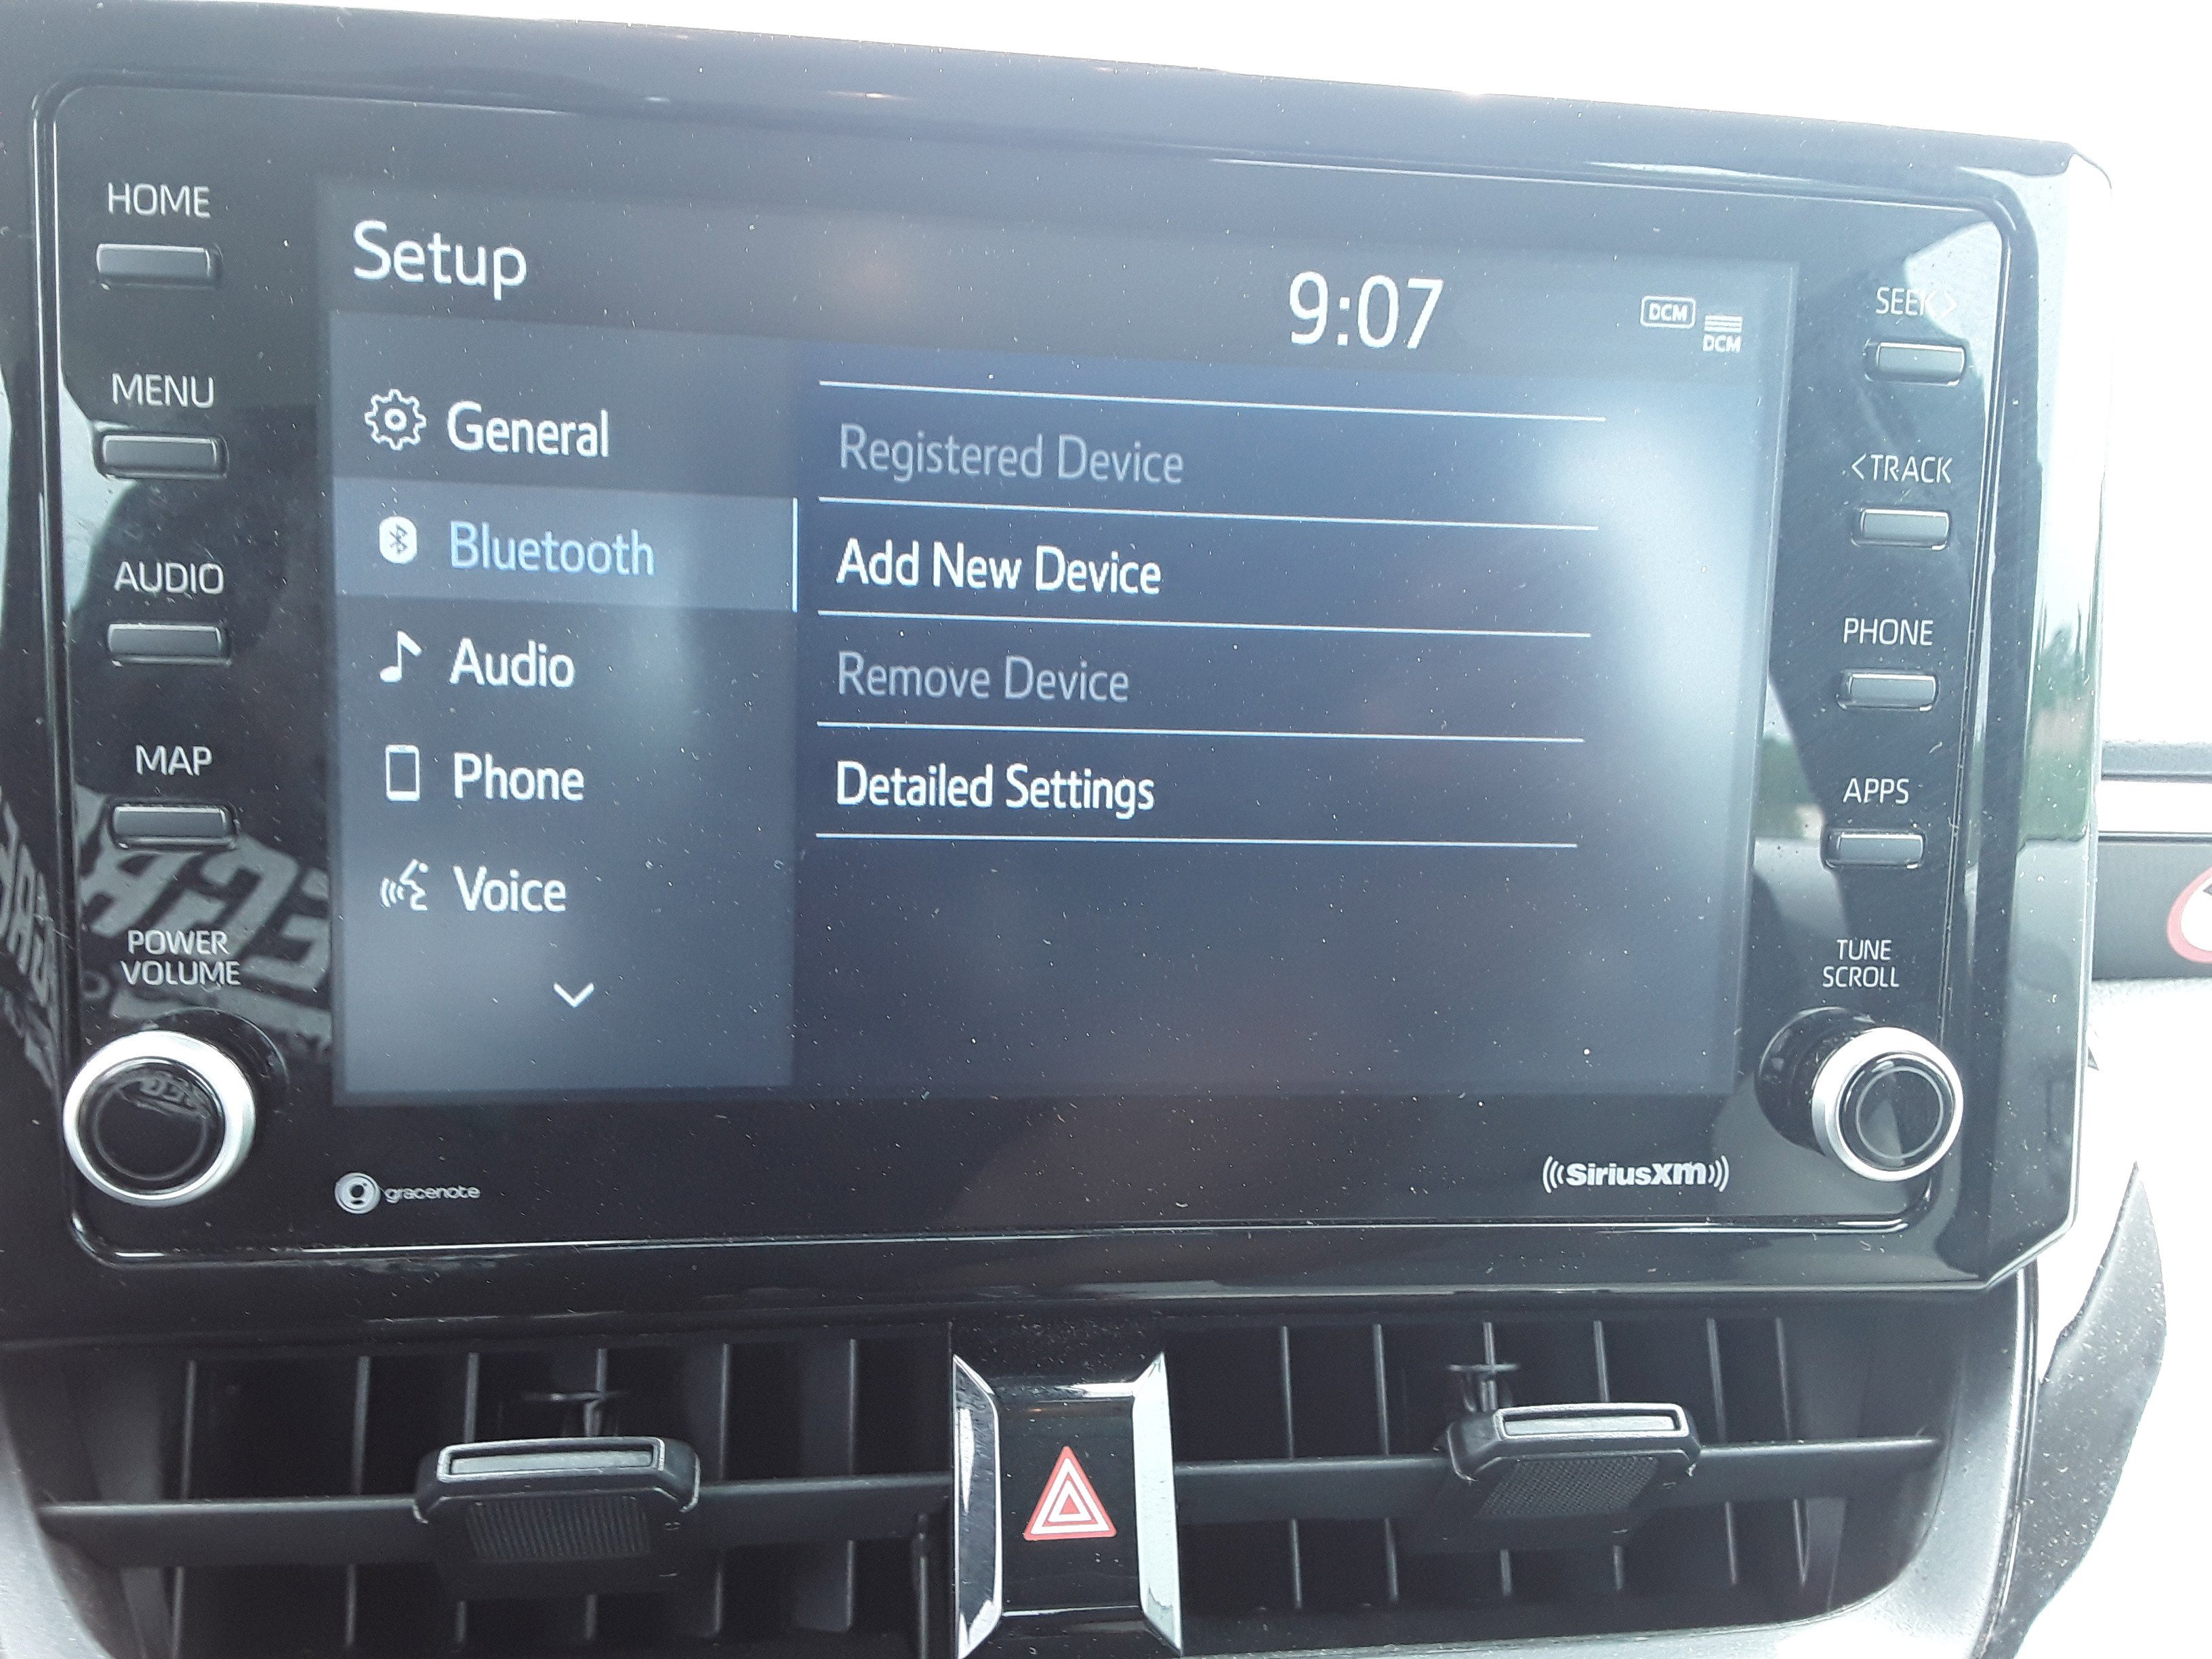 HOME
MENU
AUDIO
MAP
POWER
VOLUME
Setup
9:07
DCM
DCM
General
Bluetooth
Audio
Phone
Voice
Registered Device
Add New Device
Remove Device
Detailed Settings
SEEK >
< TRACK
PHONE
APPS
TUNE
SCROLL
gracenote
((SiriusXM))